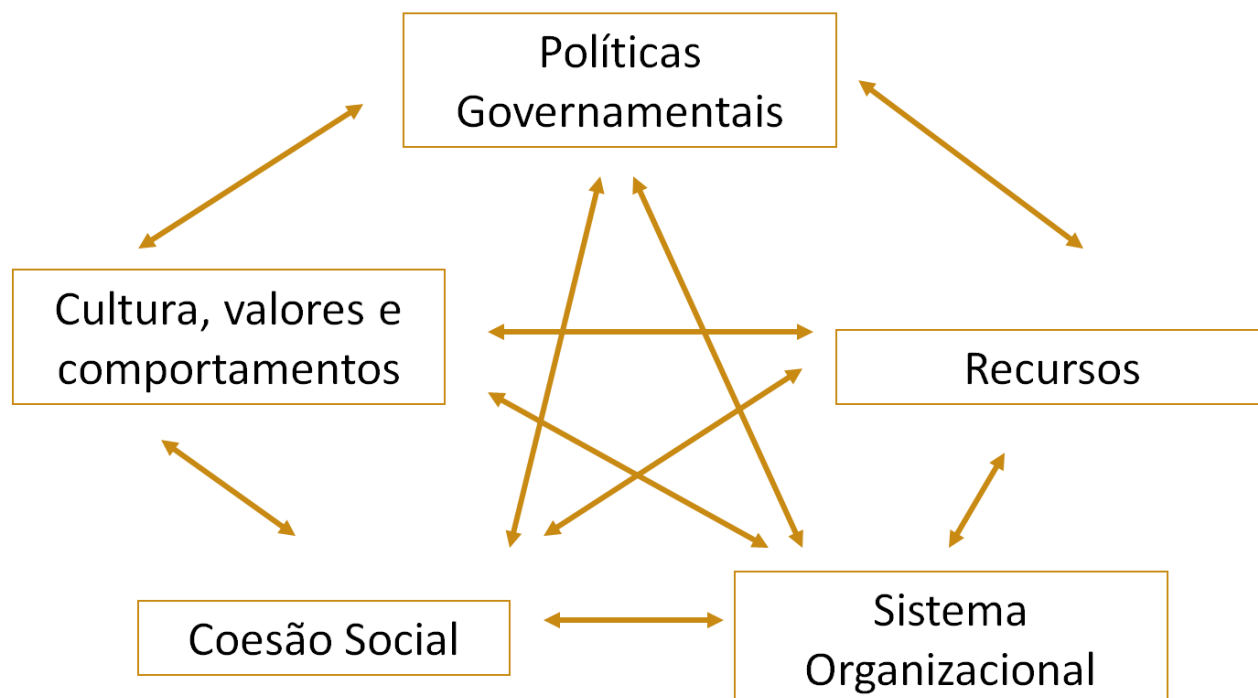 Políticas
Governamentais
Cultura, valores e
comportamentos
Recursos
Coesão Social
Sistema
Organizacional